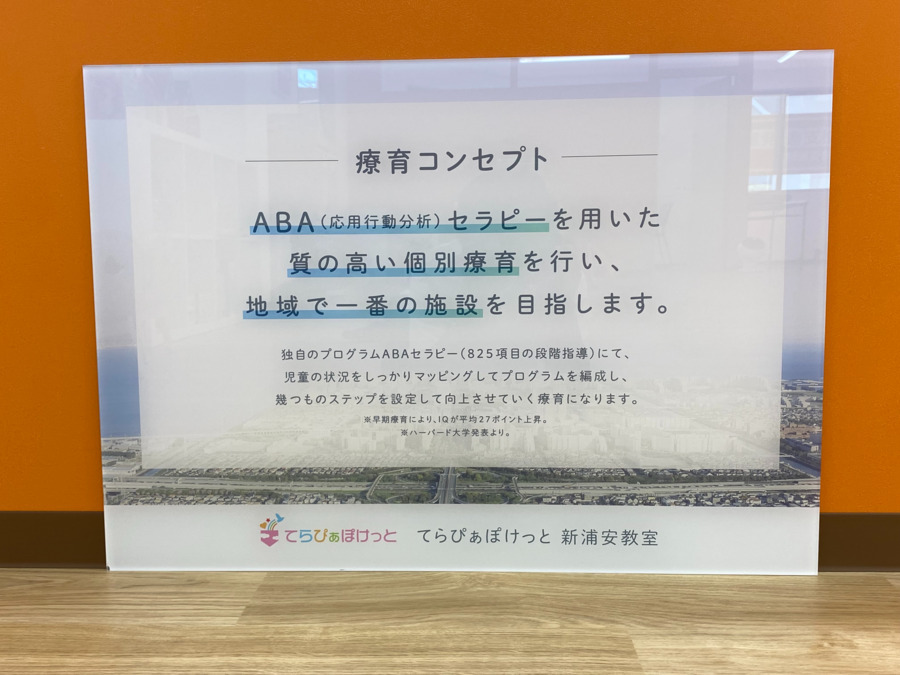 療育コンセプト
ABA(応用行動分析)セラピーを用いた
質の高い個別療育を行い、
地域で一番の施設を目指します。
独自のプログラムABAセラピー(825項目の段階指導)にて、
児童の状況をしっかりマッピングしてプログラムを編成し、
幾つものステップを設定して向上させていく療育になります。
※早期療育により、IQが平均27ポイント上昇。
※ハーバード大学発表より。
てらぴぁぽけっと てらぴぁぽけっと 新浦安教室